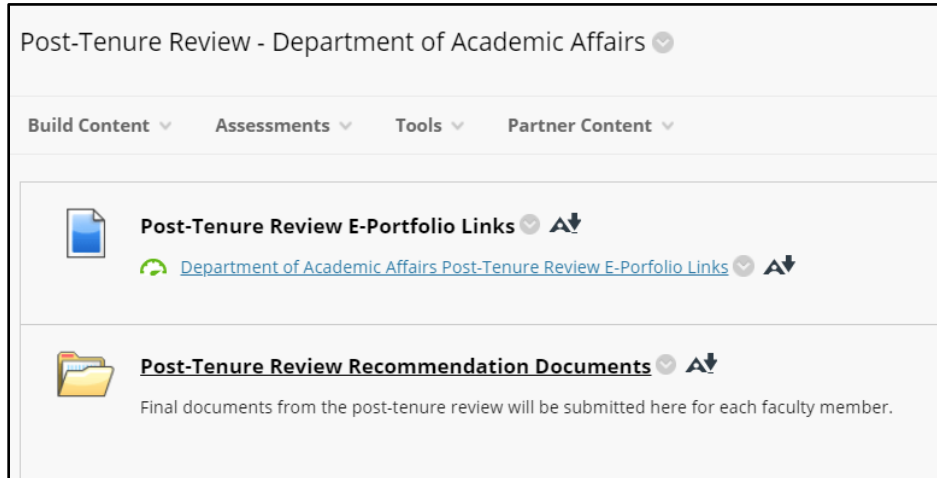 Post-Tenure Review - Department of Academic Affairs
Build Content Assessments Tools Partner Content
Post-Tenure Review E-Portfolio Links
Department of Academic Affairs Post-Tenure Review E-Porfolio Links
Post-Tenure Review Recommendation Documents
Final documents from the post-tenure review will be submitted here for each faculty member.